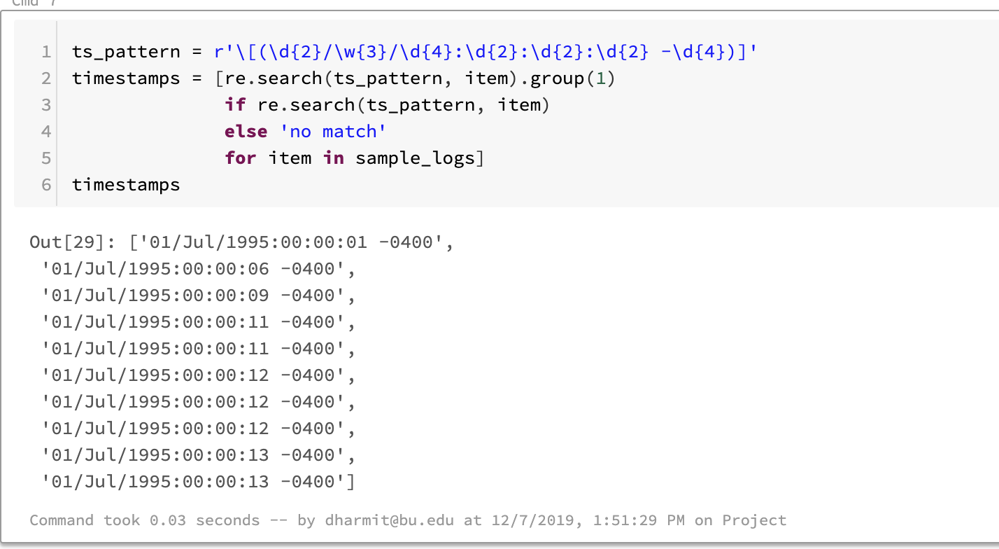 Cmd 7
1 ts_pattern = r'\[(\d{2}/\w{3}/\d{4}:\d{2}:\d{2}:\d{2} -\d{4})]'
2 timestamps = [re.search(ts_pattern, item).group(1)
3 if re.search(ts_pattern, item)
4 else 'no match'
5 for item in sample_logs]
6 timestamps
Out[29]: ['01/Jul/1995:00:00:01 -0400',
'01/Jul/1995:00:00:06 -0400',
'01/Jul/1995:00:00:09 -0400',
'01/Jul/1995:00:00:11 -0400',
'01/Jul/1995:00:00:11 -0400',
'01/Jul/1995:00:00:12 -0400',
'01/Jul/1995:00:00:12 -0400',
'01/Jul/1995:00:00:12 -0400',
'01/Jul/1995:00:00:13 -0400',
'01/Jul/1995:00:00:13 -0400']
Command took 0.03 seconds -- by dharmit@bu.edu at 12/7/2019, 1:51:29 PM on Project